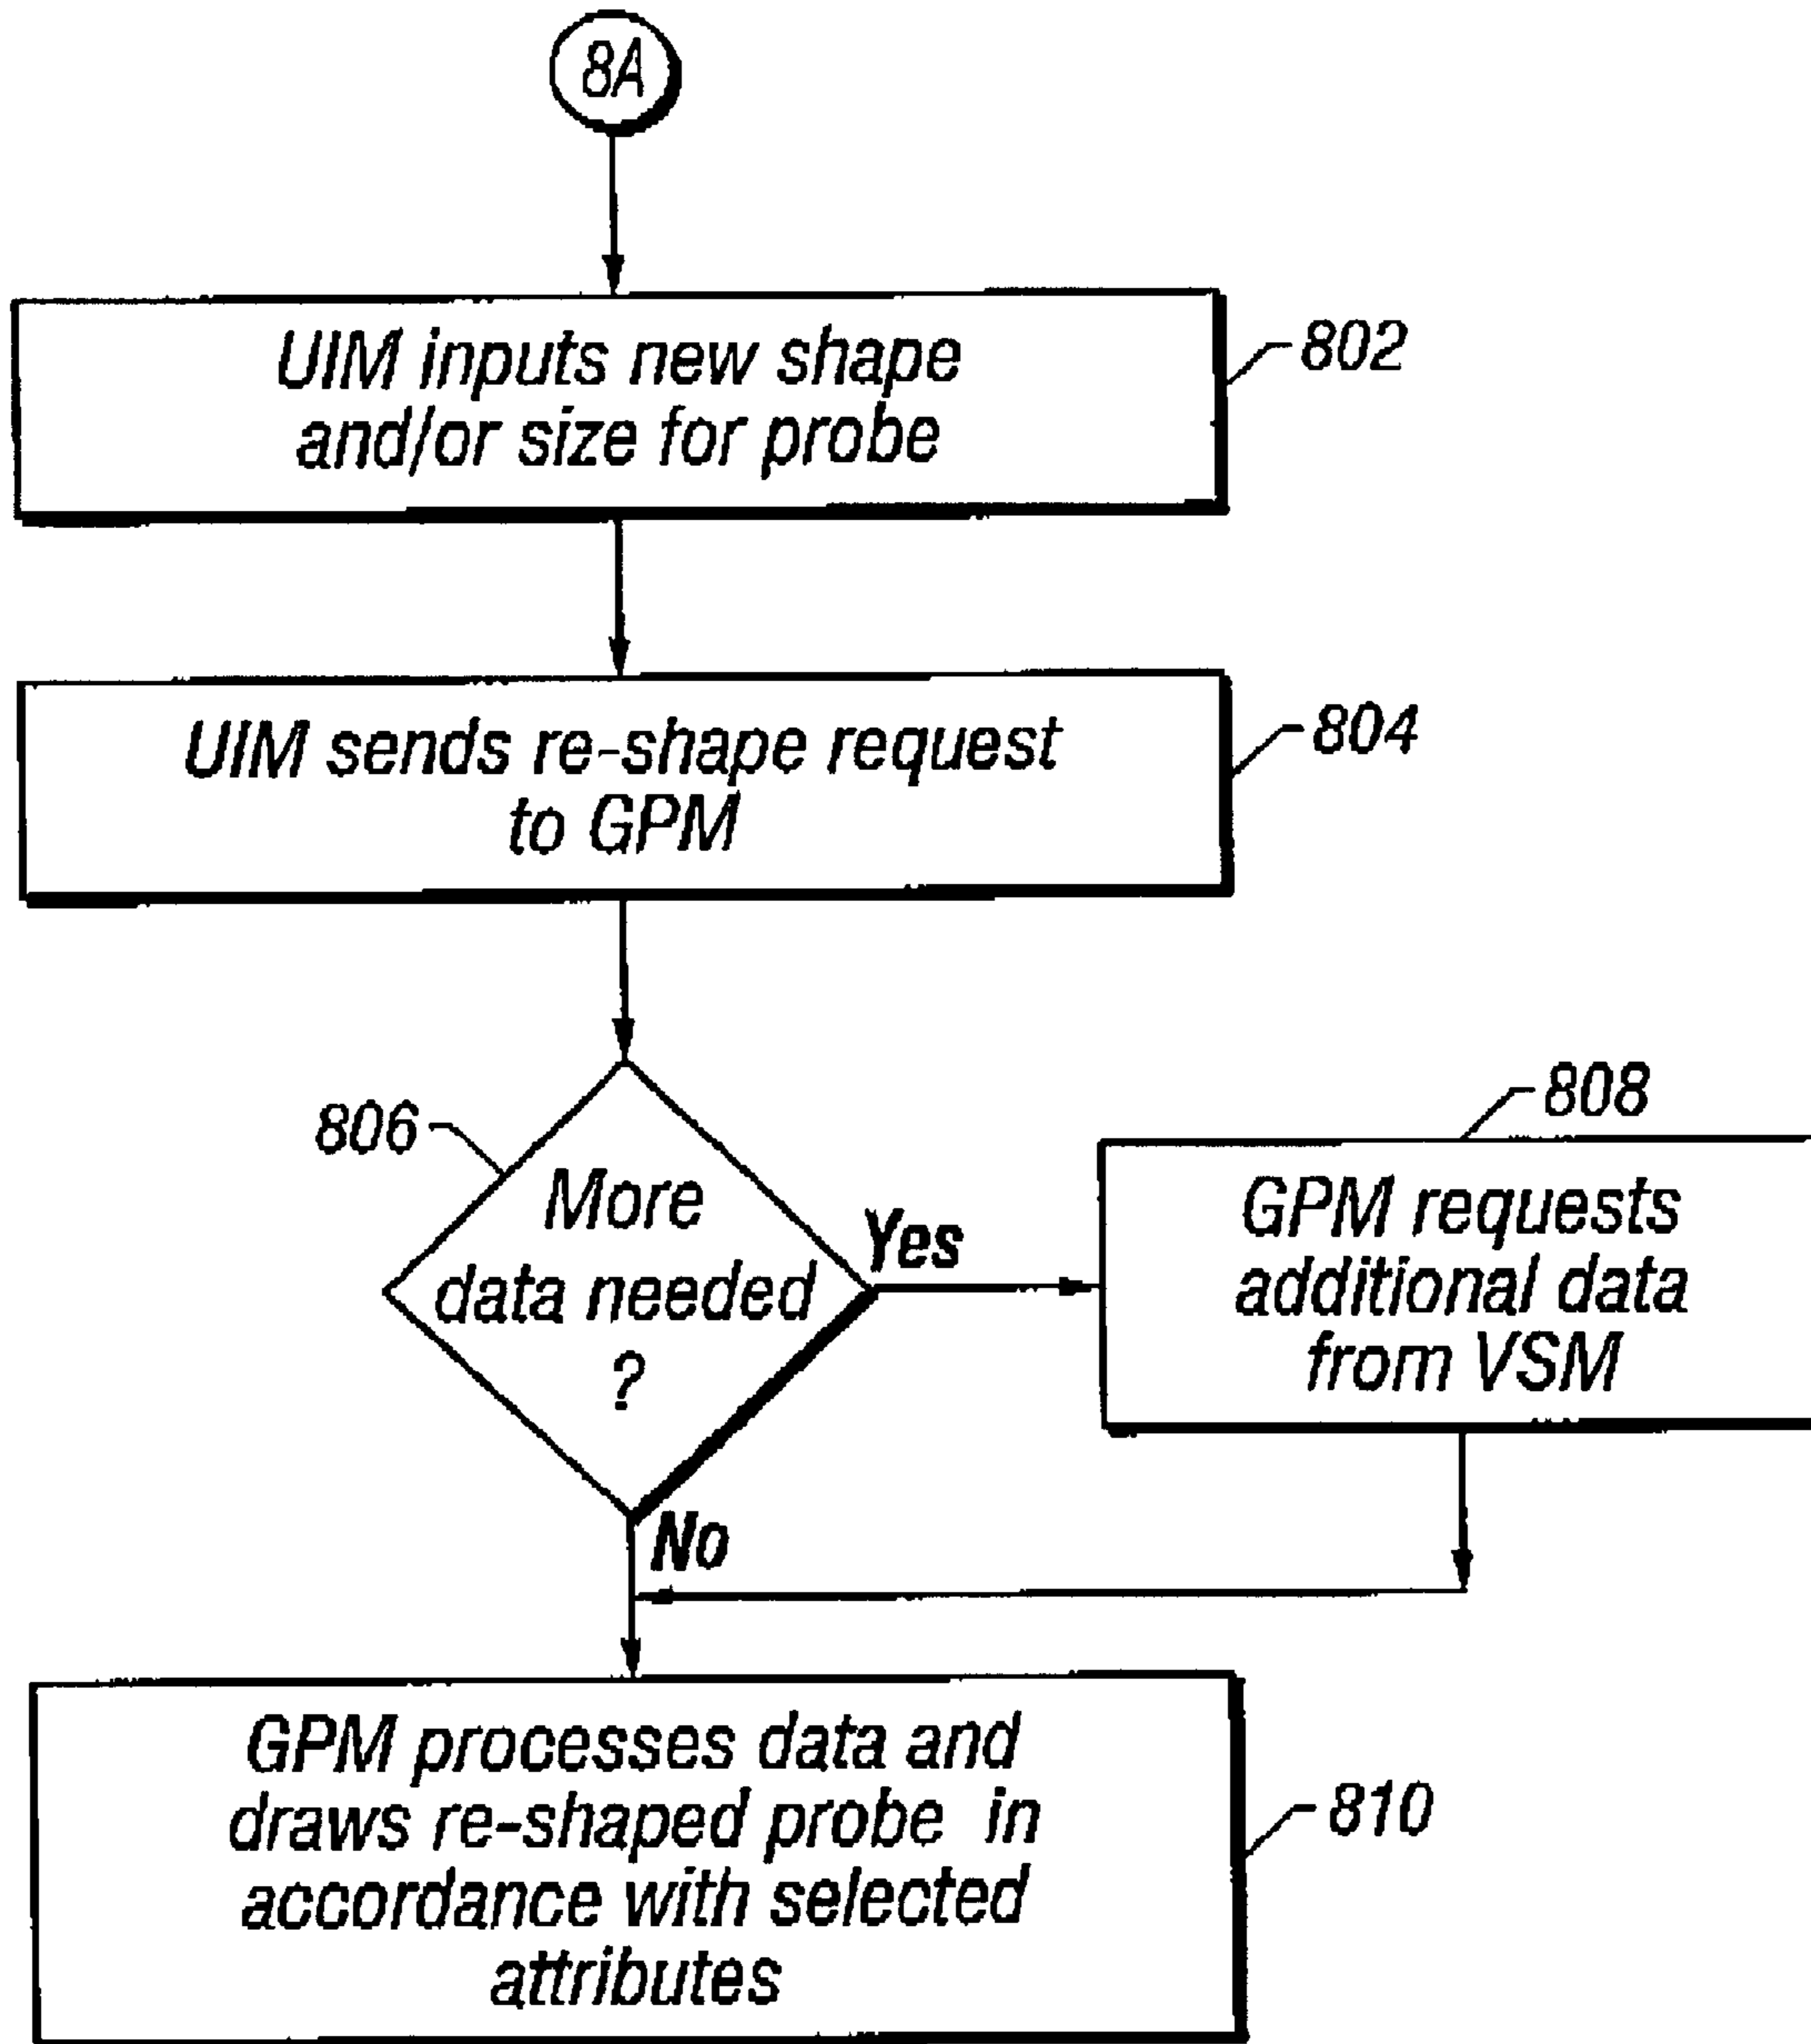 8A
UIM inputs new shape
and/or size for probe
802
UIM sends re-shape request
to GPM
804
806
More
data needed
?
Yes
No
808
GPM requests
additional data
from VSM
GPM processes data and
draws re-shaped probe in
accordance with selected
attributes
810